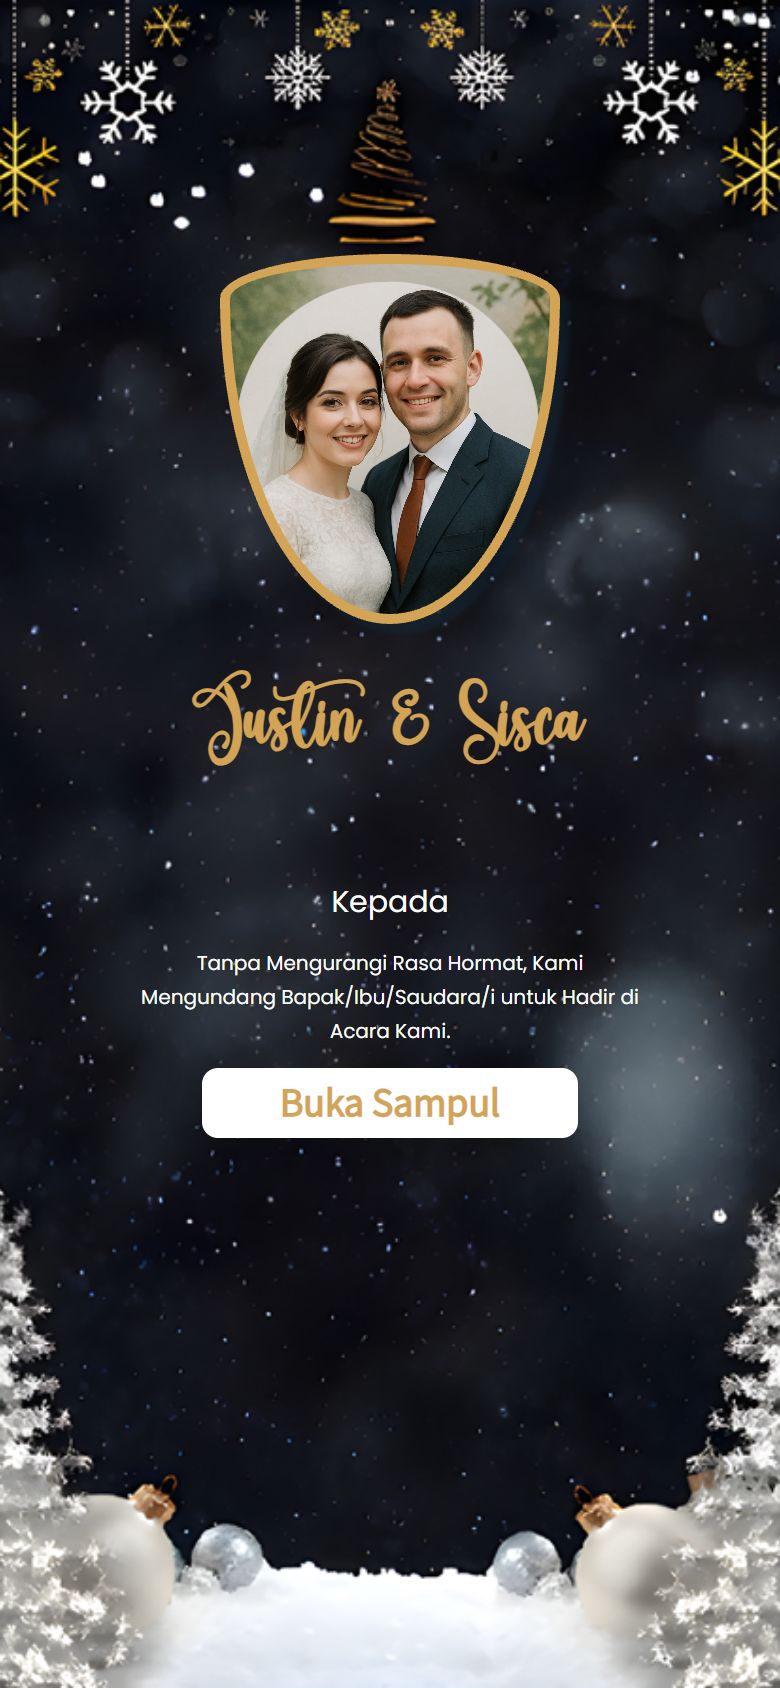 Justin & Sisca
Kepada
Tanpa Mengurangi Rasa Hormat, Kami
Mengundang Bapak/Ibu/Saudara/i untuk Hadir di
Acara Kami.
Buka Sampul